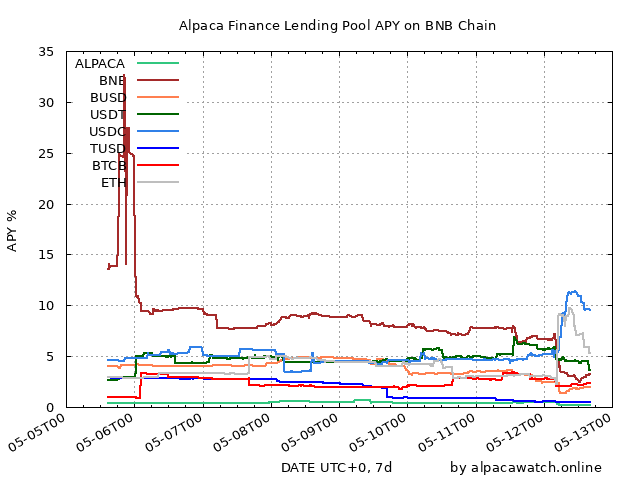 Alpaca Finance Lending Pool APY on BNB Chain
35
30
25
20
15
10
5
0
APY %
ALPACA
BNB
BUSD
USDT
USDC
TUSD
BTCB
ETH
05-05T00
05-06T00
05-07T00
05-08T00
05-09T00
05-10T00
05-11T00
05-12T00
05-13T00
DATE UTC+0, 7d
by alpacawatch.online